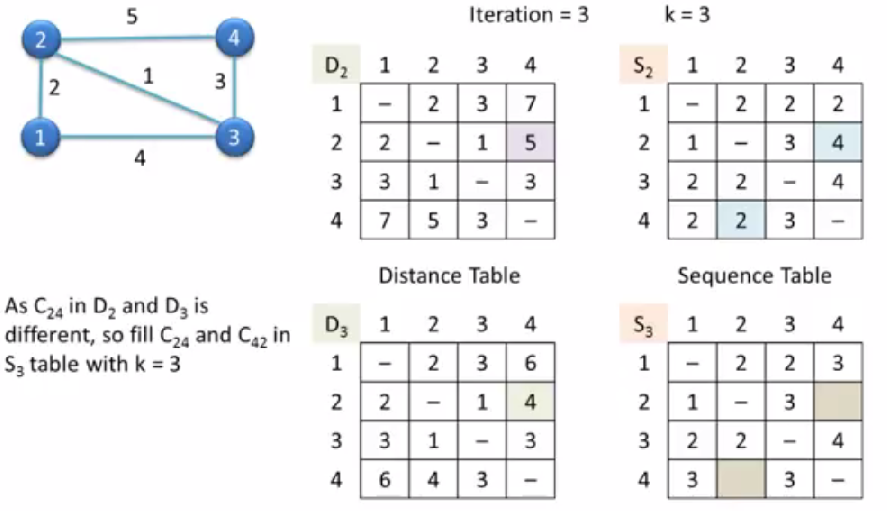 Iteration = 3 k = 3
5
2 4
2 1 3
1 3
4
D₂ 1 2 3 4
1 – 2 3 7
2 2 – 1 5
3 3 1 – 3
4 7 5 3 –
Distance Table
S₂ 1 2 3 4
1 – 2 2 2
2 1 – 3 4
3 2 2 – 4
4 2 2 3 –
Sequence Table
As C₂₄ in D₂ and D₃ is
different, so fill C₂₄ and C₄₂ in
S₃ table with k = 3
D₃ 1 2 3 4
1 – 2 3 6
2 2 – 1 4
3 3 1 – 3
4 6 4 3 –
S₃ 1 2 3 4
1 – 2 2 3
2 1 – 3
3 2 2 – 4
4 3 3 –